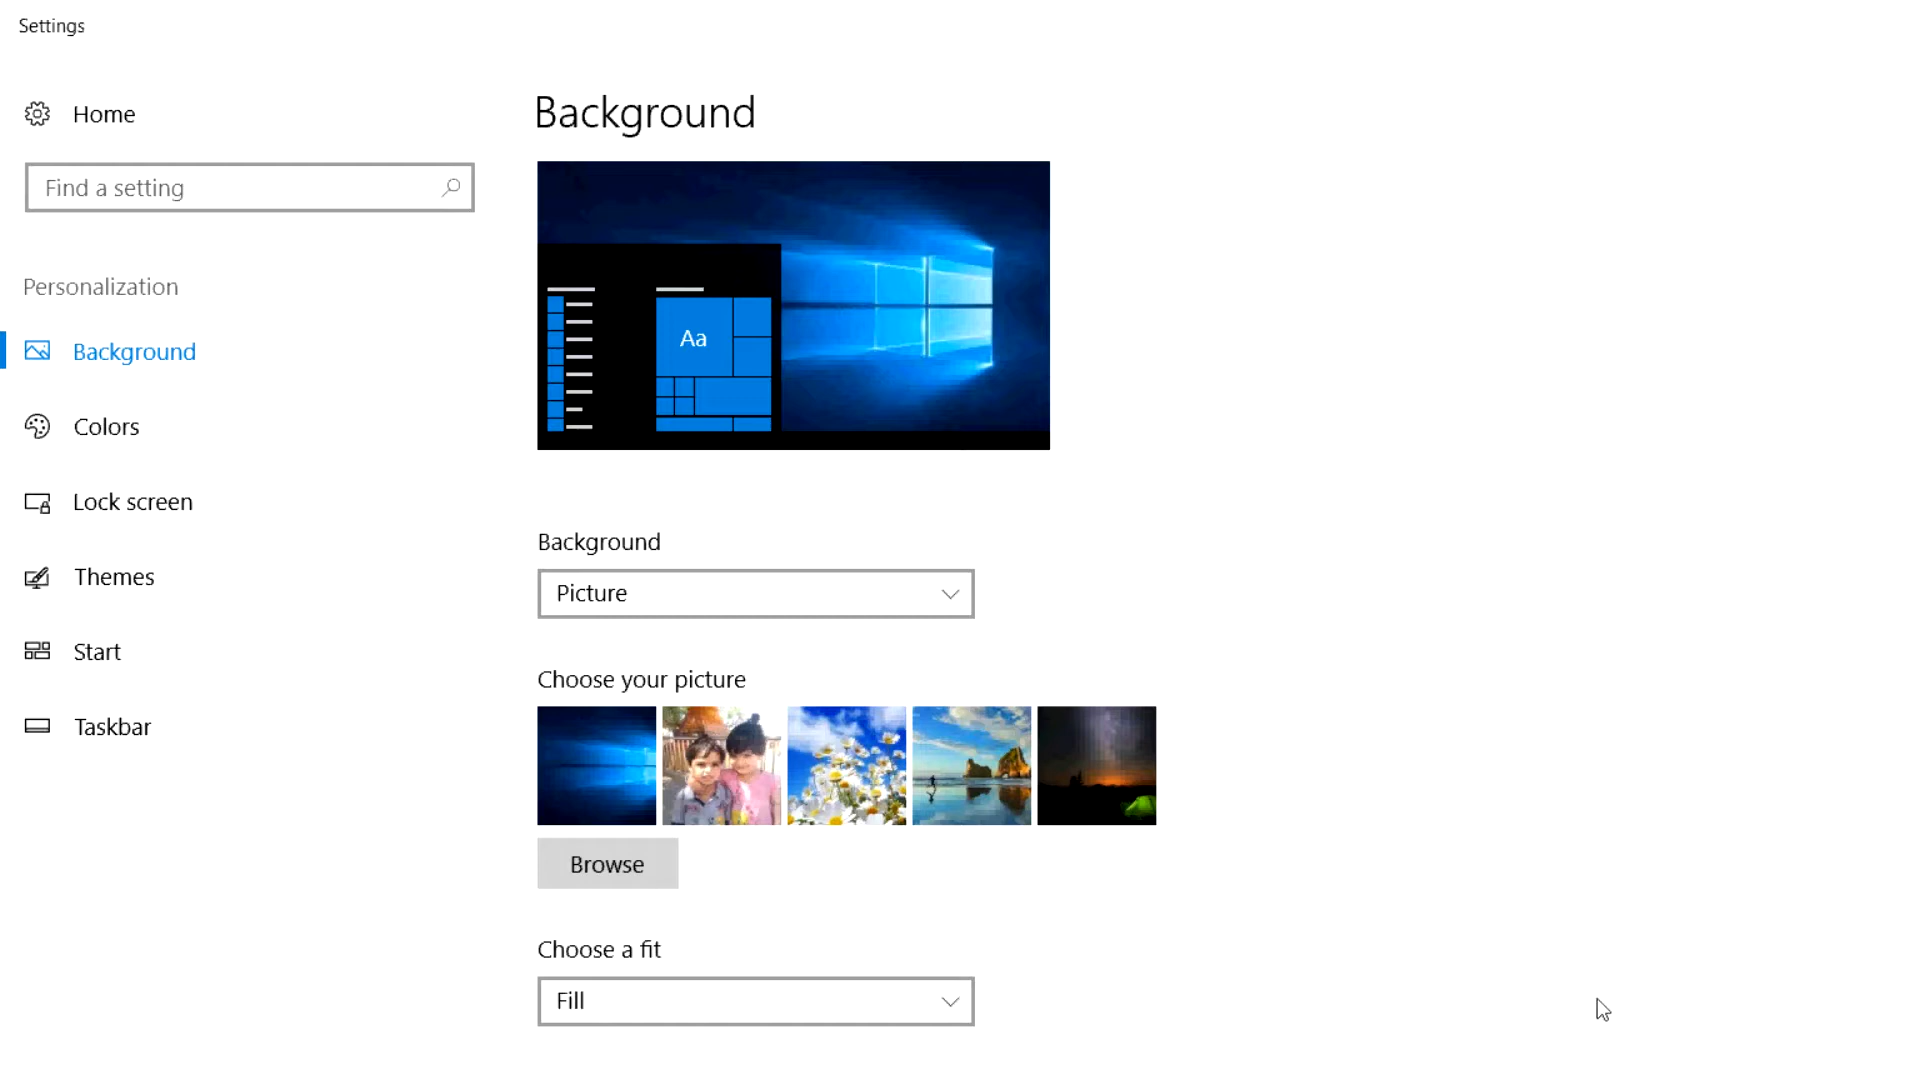 Settings
Home
Find a setting
Personalization
Background
Colors
Lock screen
Themes
Start
Taskbar
Background
Aa
Background
Picture
Choose your picture
Browse
Choose a fit
Fill